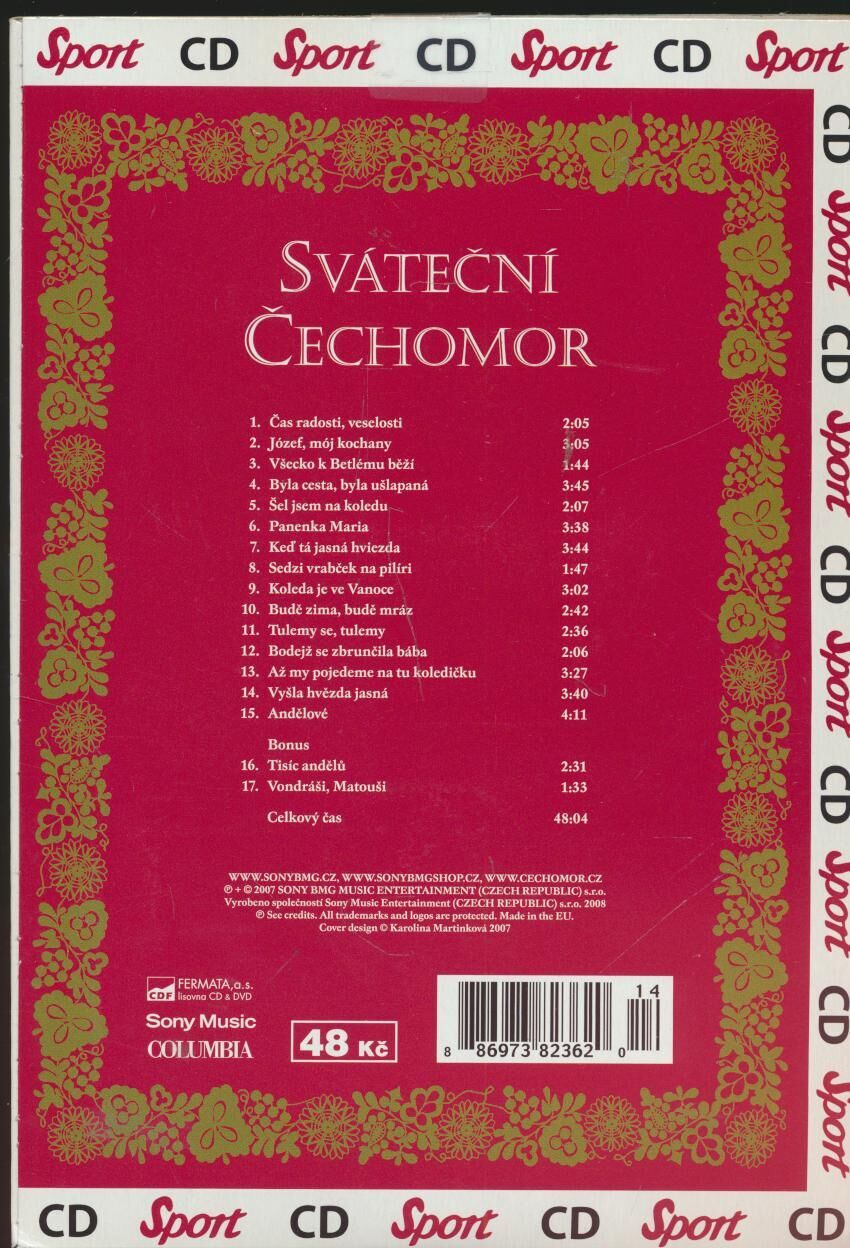 Sport CD Sport CD Sport CD Sport
SVÁTEČNÍ
ČECHOMOR
1. Čas radosti, veselosti 2:05
2. Józef, mój kochany 3:05
3. Všecko k Betlému běží 1:44
4. Byla cesta, byla ušlapaná 3:45
5. Šel jsem na koledu 2:07
6. Panenka Maria 3:38
7. Keď tá jasná hviezda 3:44
8. Sedzi vrabček na pilíri 1:47
9. Koleda je ve Vanoce 3:02
10. Budě zima, budě mráz 2:42
11. Tulemy se, tulemy 2:36
12. Bodejž se zbrunčila bába 2:06
13. Až my pojedeme na tu koledičku 3:27
14. Vyšla hvězda jasná 3:40
15. Andělové 4:11
Bonus
16. Tisíc andělů 2:31
17. Vondráši, Matouši 1:33
Celkový čas 48:04
WWW.SONYBMG.CZ, WWW.SONYBMGSHOP.CZ, WWW.CECHOMOR.CZ
℗ + © 2007 SONY BMG MUSIC ENTERTAINMENT (CZECH REPUBLIC) s.r.o.
Vyrobeno společností Sony Music Entertainment (CZECH REPUBLIC) s.r.o. 2008
℗ See credits. All trademarks and logos are protected. Made in the EU.
Cover design © Karolina Martinková 2007
CDF FERMATA,a.s.
lisovna CD & DVD
Sony Music
COLUMBIA
48 Kč
14
8 86973 82362 0
CD Sport CD Sport CD Sport CD Sport CD Sport
CD Sport CD Sport CD Sport CD